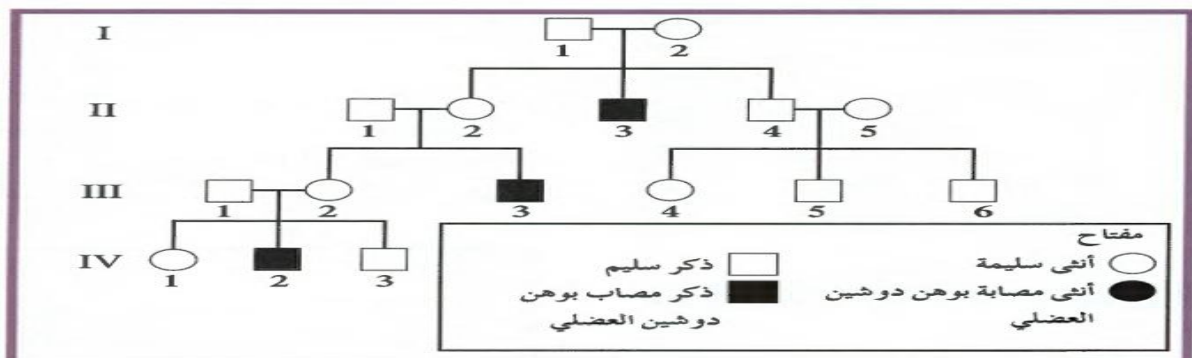 I
1 2
II
1 2 3 4 5
III
1 2 3 4 5 6
IV
1 2 3
مفتاح
أنثى سليمة ذكر سليم
أنثى مصابة بوهن دوشين ذكر مصاب بوهن
العضلي دوشين العضلي